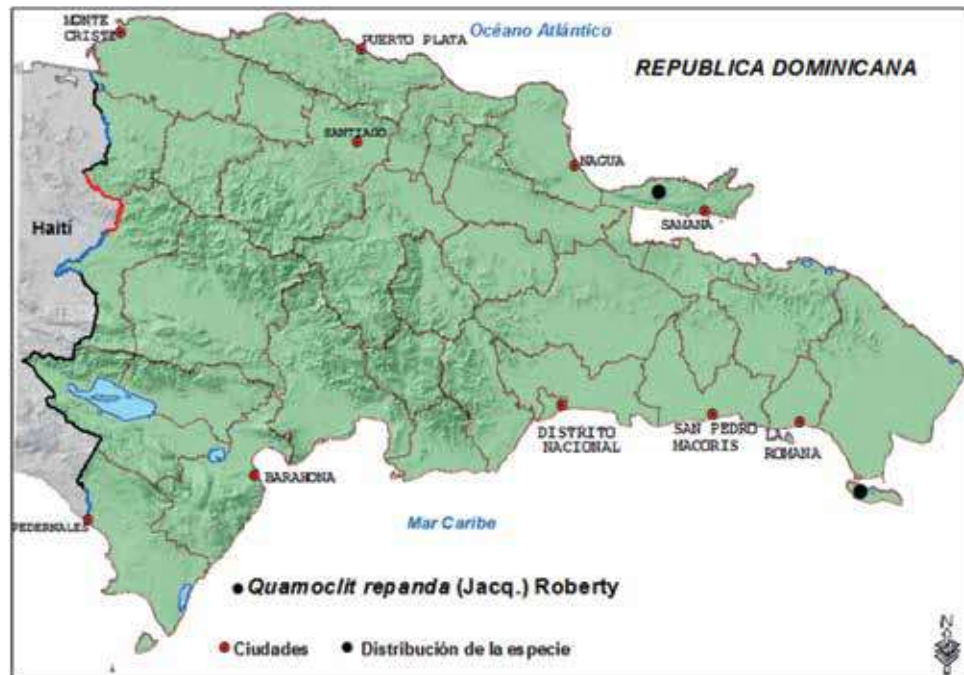 MONTE
CRISTI
PUERTO PLATA
Océano Atlántico
REPUBLICA DOMINICANA
SANTIAGO
NAGUA
SAMANA
Haití
DISTRITO
NACIONAL
SAN PEDRO
MACORIS
LA
ROMANA
BARAHONA
PEDERNALES
Mar Caribe
Quamoclit repanda (Jacq.) Roberty
Ciudades
Distribución de la especie
N